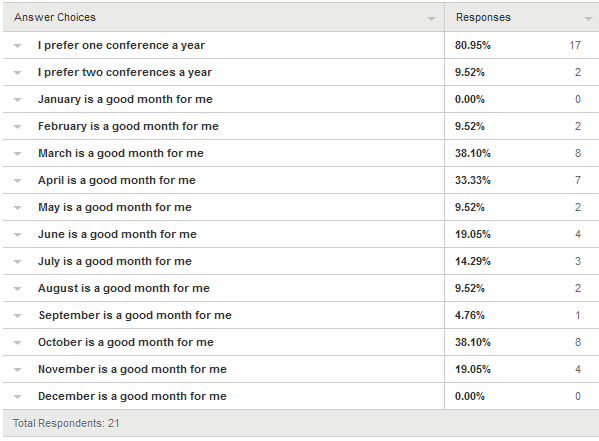 Answer Choices Responses
I prefer one conference a year 80.95% 17
I prefer two conferences a year 9.52% 2
January is a good month for me 0.00% 0
February is a good month for me 9.52% 2
March is a good month for me 38.10% 8
April is a good month for me 33.33% 7
May is a good month for me 9.52% 2
June is a good month for me 19.05% 4
July is a good month for me 14.29% 3
August is a good month for me 9.52% 2
September is a good month for me 4.76% 1
October is a good month for me 38.10% 8
November is a good month for me 19.05% 4
December is a good month for me 0.00% 0
Total Respondents: 21